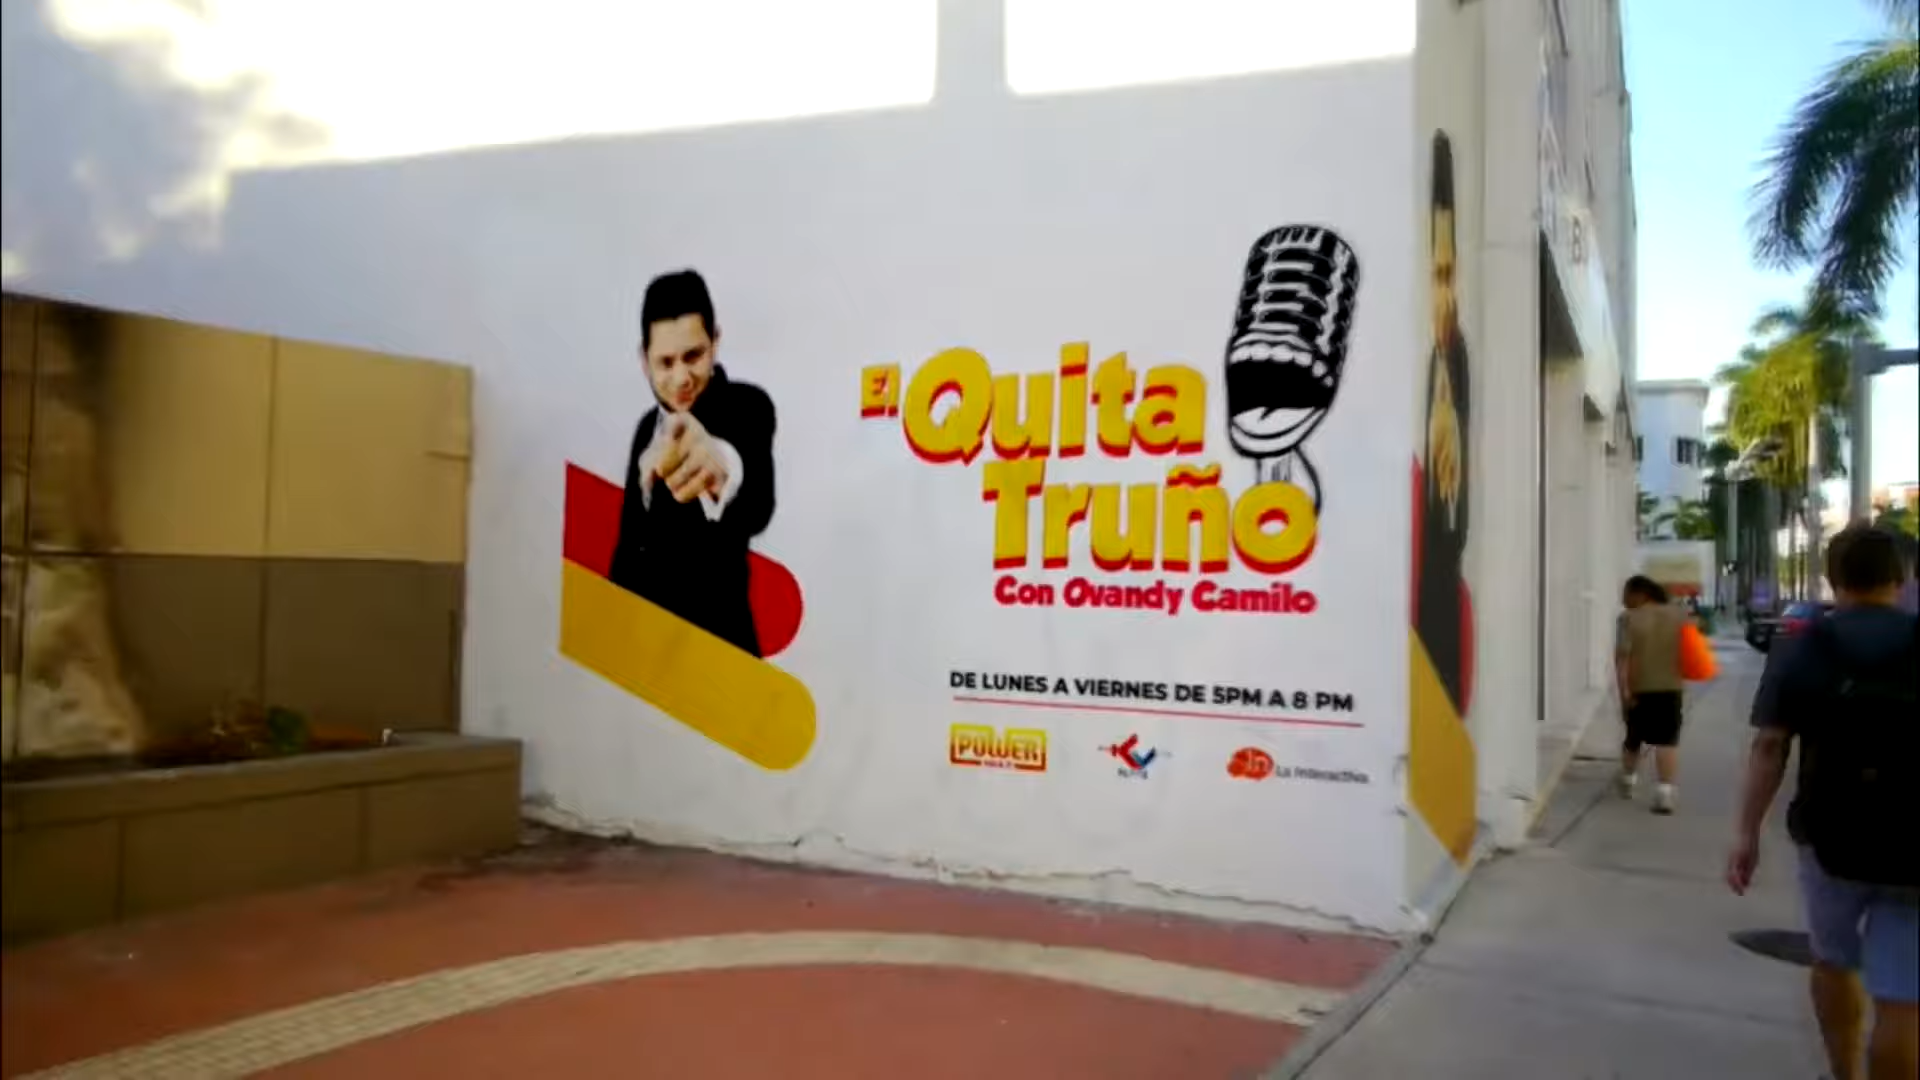 El Quita
Truño
Con Ovandy Camilo
DE LUNES A VIERNES DE 5PM A 8 PM
POWER
La Interactiva